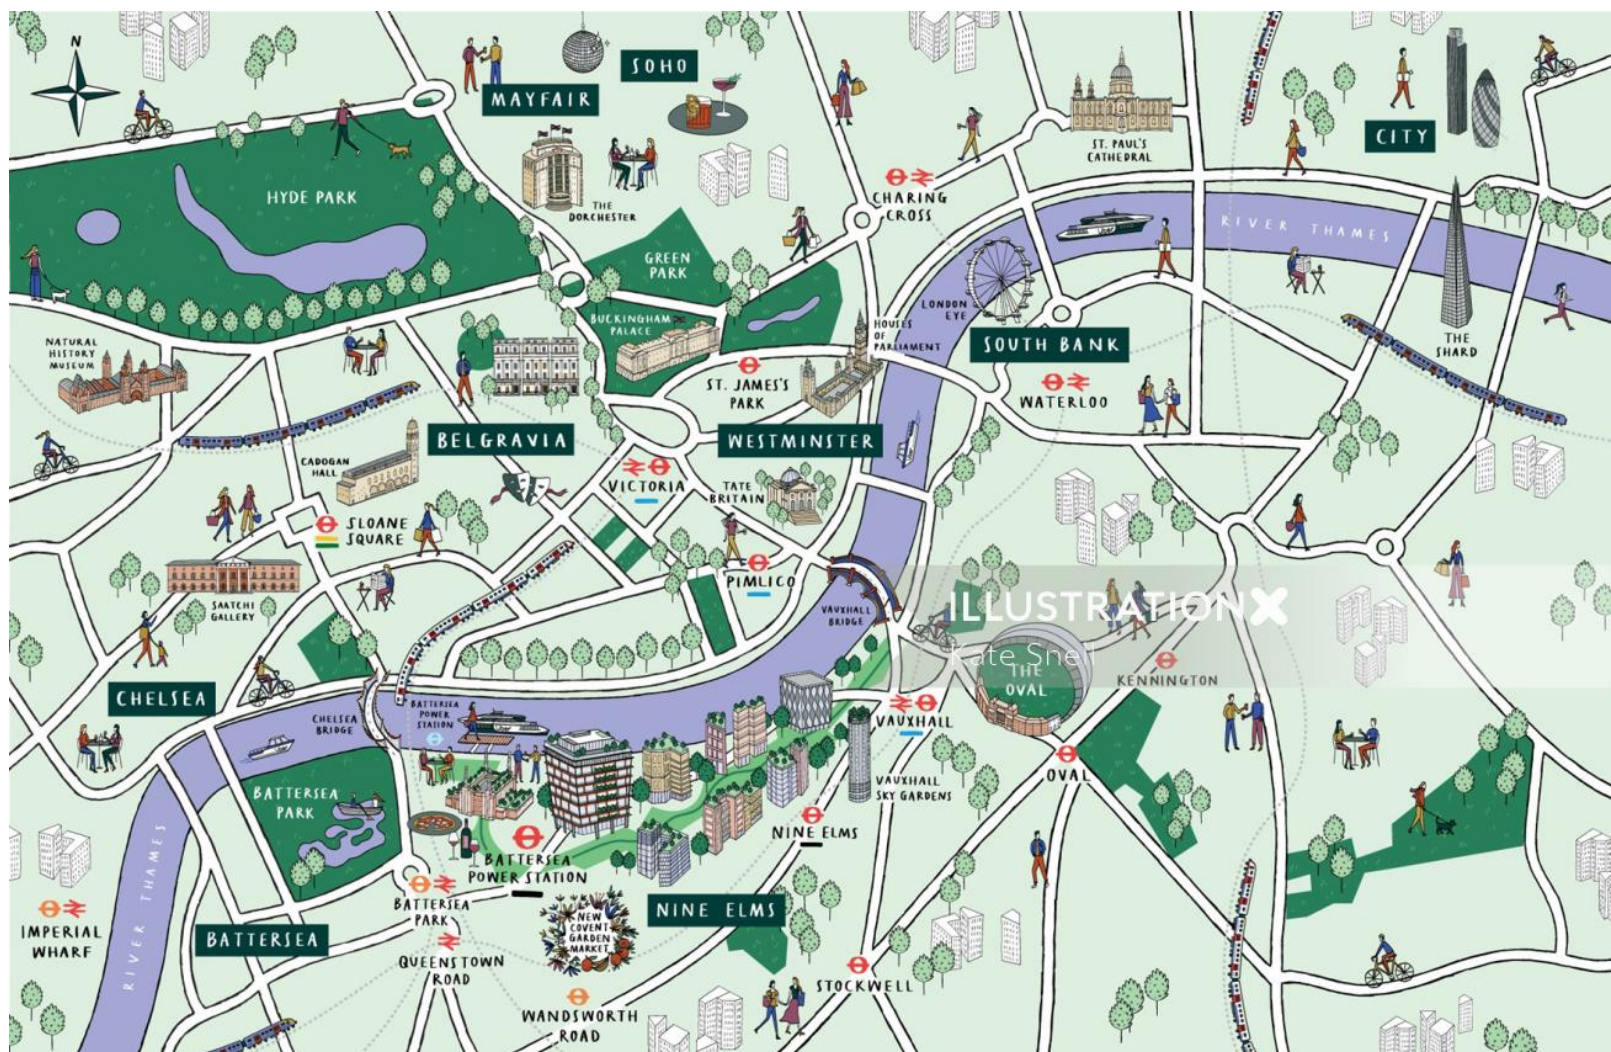 N
SOHO
MAYFAIR
CITY
ST. PAUL'S
CATHEDRAL
HYDE PARK
THE
DORCHESTER
CHARING
CROSS
RIVER THAMES
GREEN
PARK
LONDON
EYE
BUCKINGHAM
PALACE
HOUSES
OF
PARLIAMENT
SOUTH BANK
THE
SHARD
NATURAL
HISTORY
MUSEUM
ST. JAMES'S
PARK
WATERLOO
BELGRAVIA
WESTMINSTER
CADOGAN
HALL
VICTORIA
TATE
BRITAIN
SLOANE
SQUARE
PIMLICO
SAATCHI
GALLERY
VAUXHALL
BRIDGE
ILLUSTRATIONX
Kate Snell
THE
OVAL
KENNINGTON
CHELSEA
CHELSEA
BRIDGE
BATTERSEA
POWER
STATION
VAUXHALL
OVAL
VAUXHALL
SKY GARDENS
BATTERSEA
PARK
NINE ELMS
BATTERSEA
POWER STATION
RIVER THAMES
BATTERSEA
PARK
NINE ELMS
NEW
COVENT
GARDEN
MARKET
IMPERIAL
WHARF
BATTERSEA
QUEENSTOWN
ROAD
STOCKWELL
WANDSWORTH
ROAD